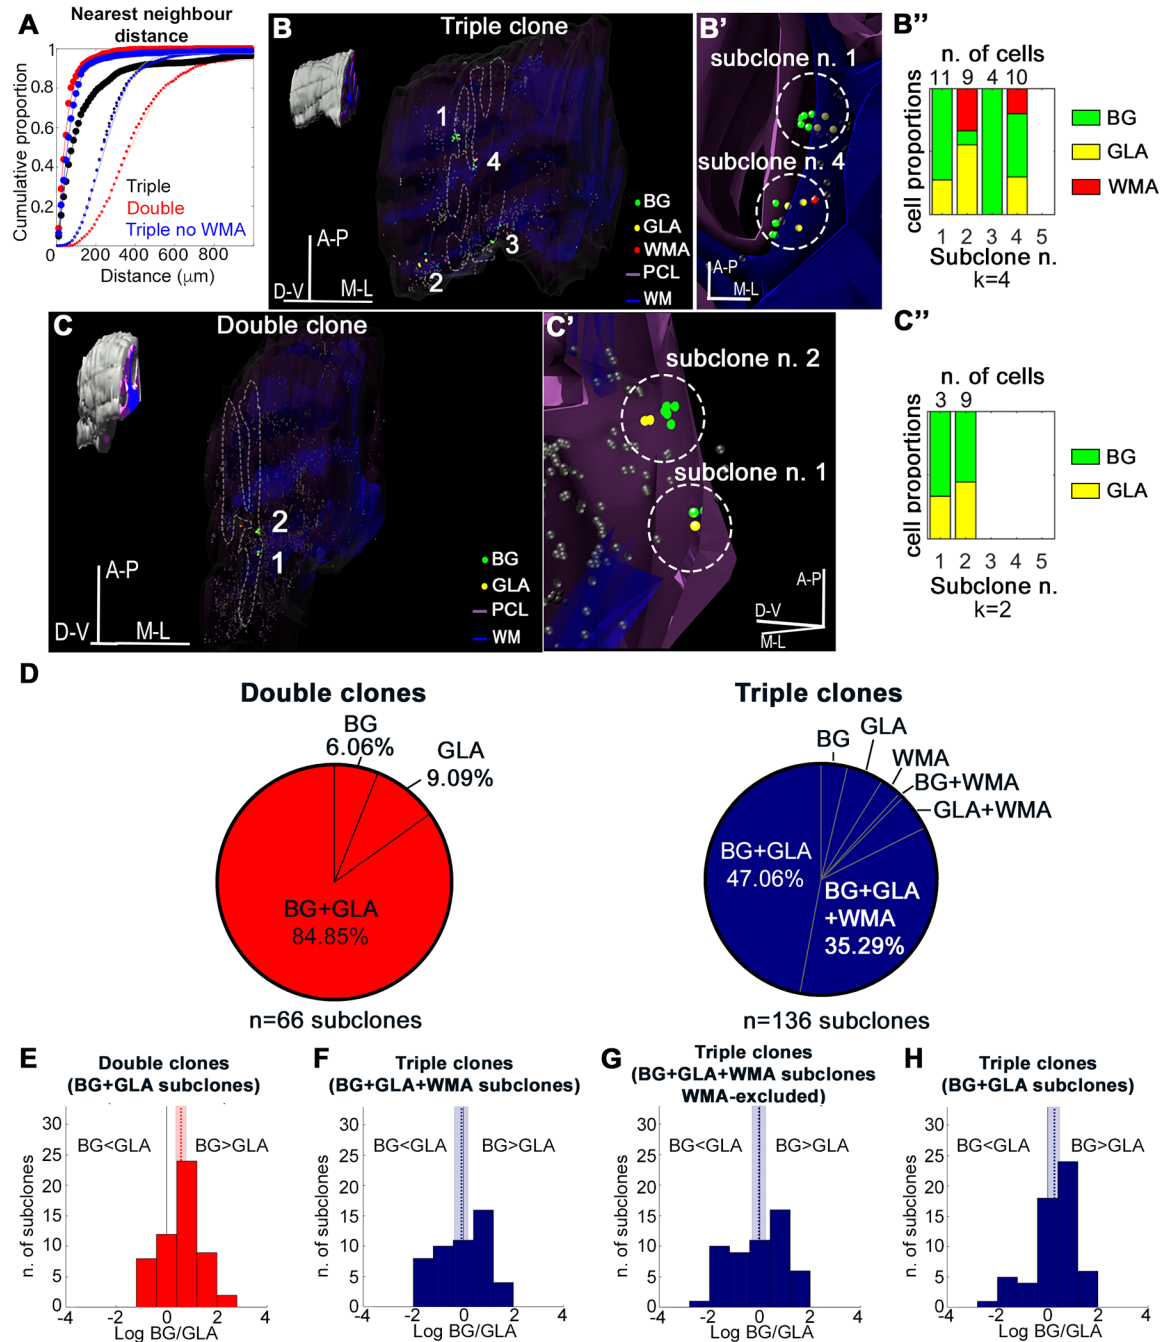 A
Nearest neighbour
distance
Cumulative proportion
1
0.8
0.6
0.4
0.2
Triple
Double
Triple no WMA
0 200 400 600 800
Distance (μm)
B
Triple clone
1
4
3
2
A-P
D-V
M-L
BG
GLA
WMA
PCL
WM
B'
subclone n. 1
subclone n. 4
A-P
M-L
B''
n. of cells
11 9 4 10
cell proportions
1 2 3 4 5
Subclone n.
k=4
BG
GLA
WMA
C
Double clone
2
1
A-P
D-V
M-L
BG
GLA
PCL
WM
C'
subclone n. 2
subclone n. 1
A-P
D-V
M-L
C''
n. of cells
3 9
cell proportions
1 2 3 4 5
Subclone n.
k=2
BG
GLA
D
Double clones
BG
6.06%
GLA
9.09%
BG+GLA
84.85%
n=66 subclones
Triple clones
BG
GLA
WMA
BG+WMA
GLA+WMA
BG+GLA
47.06%
BG+GLA
+WMA
35.29%
n=136 subclones
E
Double clones
(BG+GLA subclones)
BG<GLA
BG>GLA
n. of subclones
30
25
20
15
10
5
0
-4 -2 0 2 4
Log BG/GLA
F
Triple clones
(BG+GLA+WMA subclones)
BG<GLA
BG>GLA
n. of subclones
30
25
20
15
10
5
0
-4 -2 0 2 4
Log BG/GLA
G
Triple clones
(BG+GLA+WMA subclones
WMA-excluded)
BG<GLA
BG>GLA
n. of subclones
30
25
20
15
10
5
0
-4 -2 0 2 4
Log BG/GLA
H
Triple clones
(BG+GLA subclones)
BG<GLA
BG>GLA
n. of subclones
30
25
20
15
10
5
0
-4 -2 0 2 4
Log BG/GLA